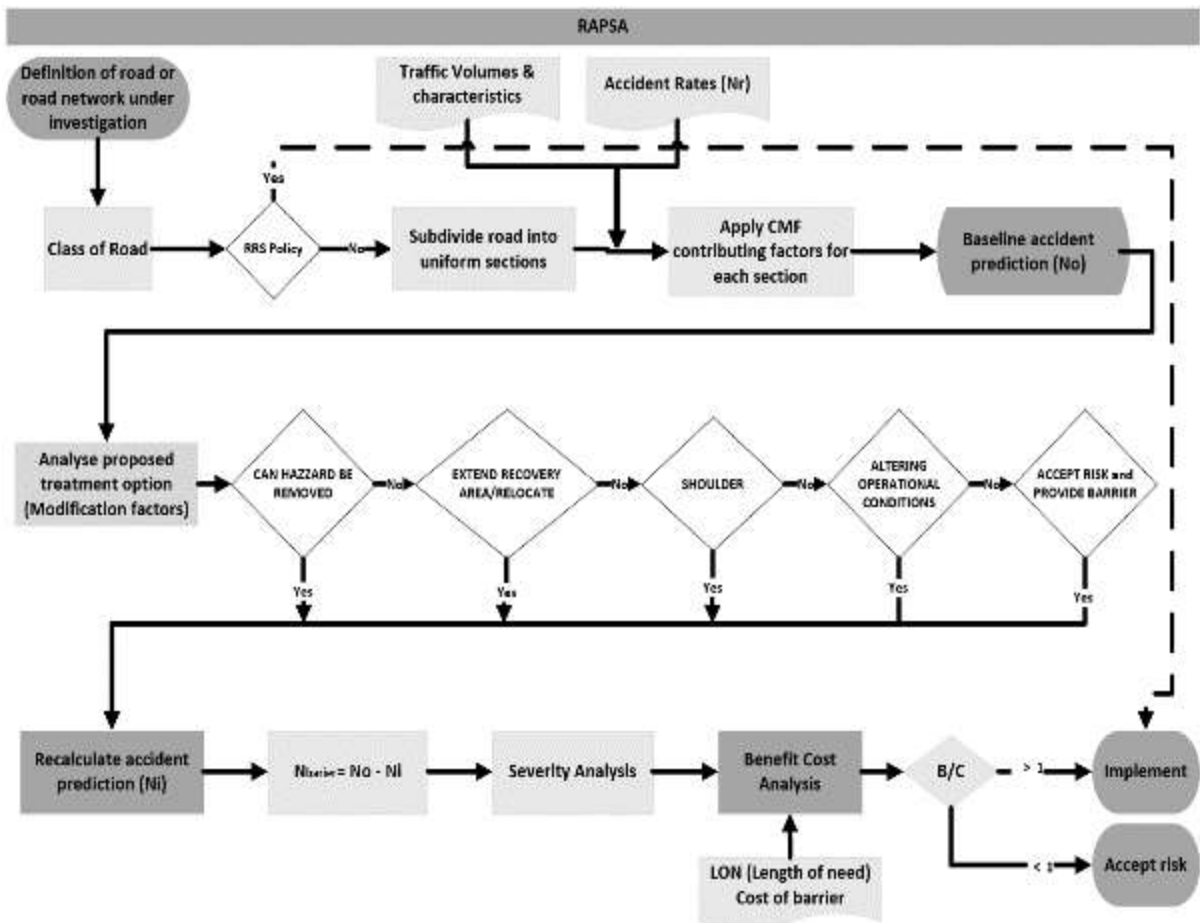 RAPSA
Definition of road or
road network under
investigation
Traffic Volumes &
characteristics
Accident Rates (Nr)
Yes
Class of Road
RRS Policy
No
Subdivide road into
uniform sections
Apply CMF
contributing factors for
each section
Baseline accident
prediction (No)
Analyse proposed
treatment option
(Modification factors)
CAN HAZZARD BE
REMOVED
No
EXTEND RECOVERY
AREA/RELOCATE
No
SHOULDER
No
ALTERING
OPERATIONAL
CONDITIONS
No
ACCEPT RISK and
PROVIDE BARRIER
Yes
Yes
Yes
Yes
Yes
Recalculate accident
prediction (Ni)
Nibarrier = No - Ni
Severity Analysis
Benefit Cost
Analysis
B/C
> 1
Implement
< 1
Accept risk
LON (Length of need)
Cost of barrier